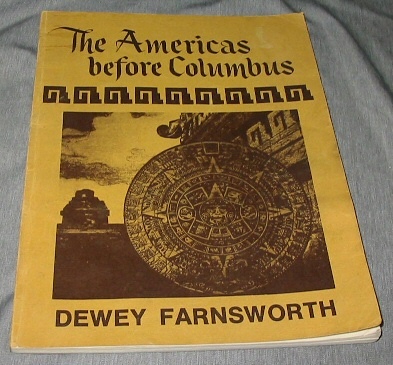 The Americas
before Columbus
DEWEY FARNSWORTH